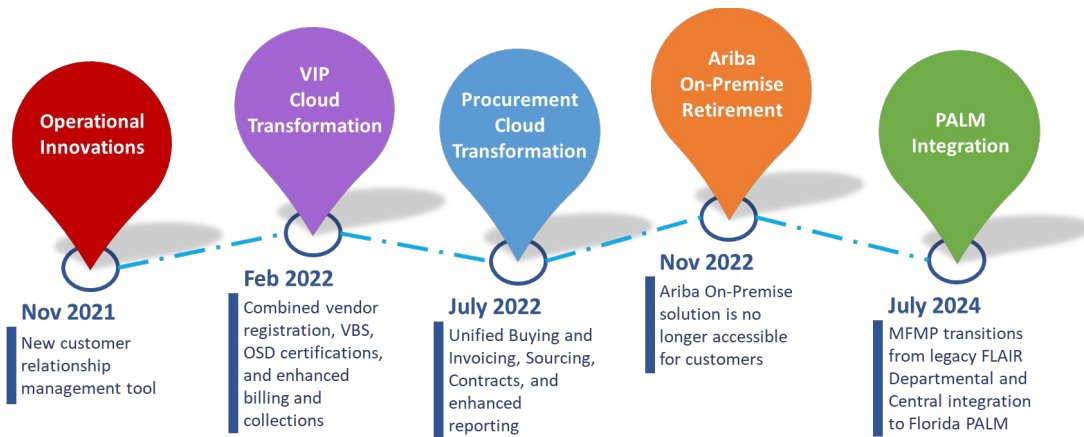 Operational
Innovations
Nov 2021
New customer
relationship
management tool
VIP
Cloud
Transformation
Feb 2022
Combined vendor
registration, VBS,
OSD certifications,
and enhanced
billing and
collections
Procurement
Cloud
Transformation
July 2022
Unified Buying and
Invoicing, Sourcing,
Contracts, and
enhanced
reporting
Ariba
On-Premise
Retirement
Nov 2022
Ariba On-Premise
solution is no
longer accessible
for customers
PALM
Integration
July 2024
MFMP transitions
from legacy FLAIR
Departmental and
Central integration
to Florida PALM